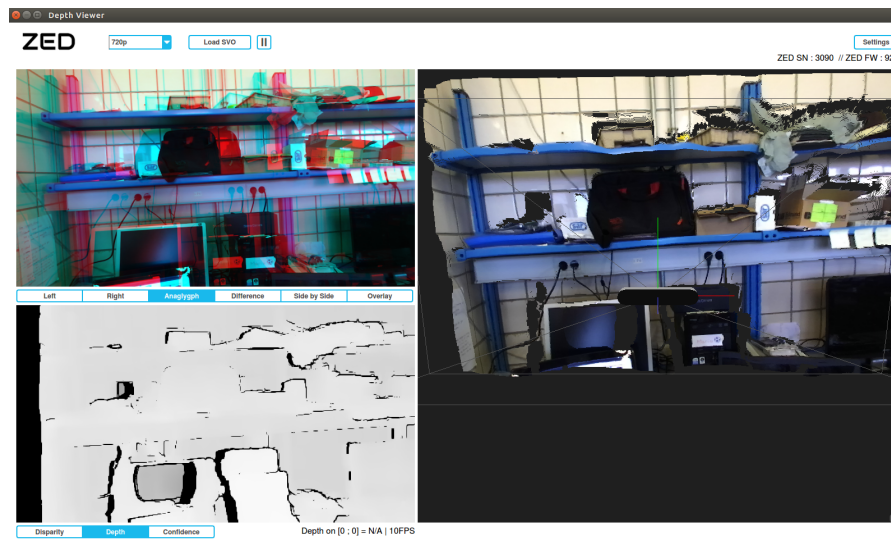 Depth Viewer
ZED
720p
Load SVO
Settings
ZED SN : 3090 // ZED FW : 92
Left
Right
Anaglygph
Difference
Side by Side
Overlay
Disparity
Depth
Confidence
Depth on [0 ; 0] = N/A | 10FPS